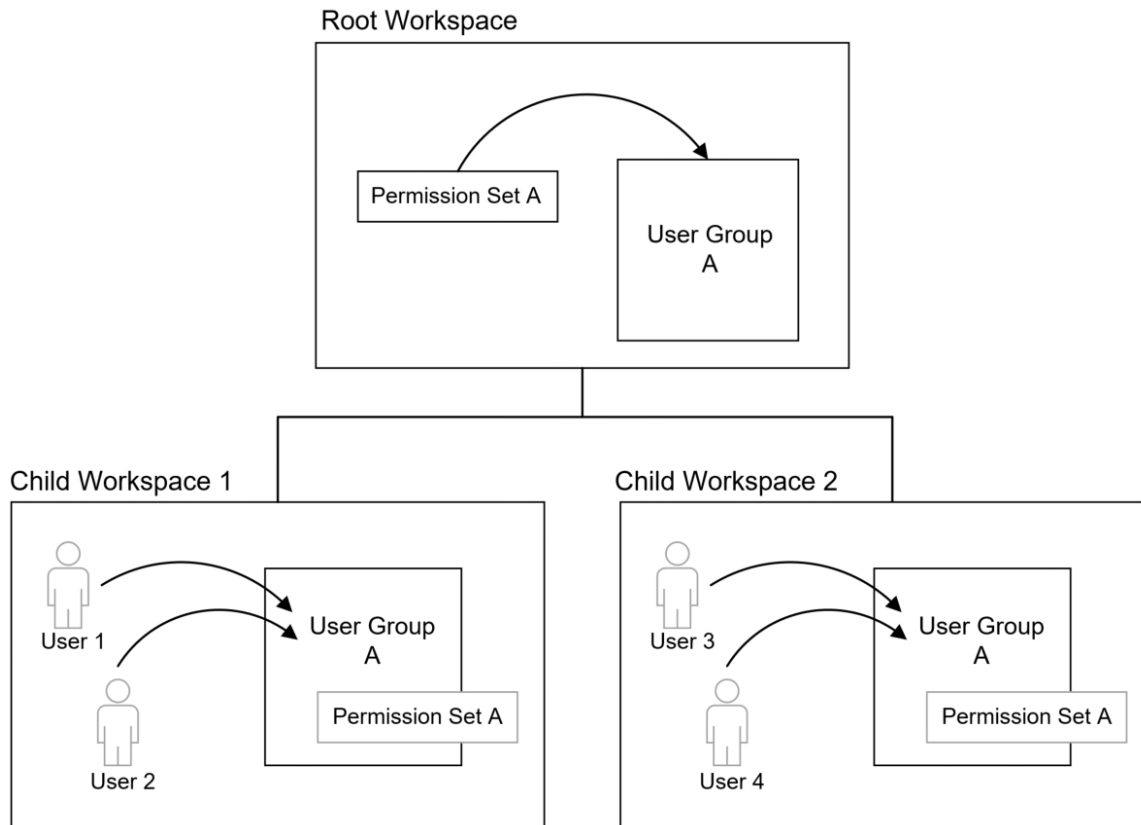 Root Workspace
Permission Set A
User Group
A
Child Workspace 1
User 1
User 2
User Group
A
Permission Set A
Child Workspace 2
User 3
User 4
User Group
A
Permission Set A